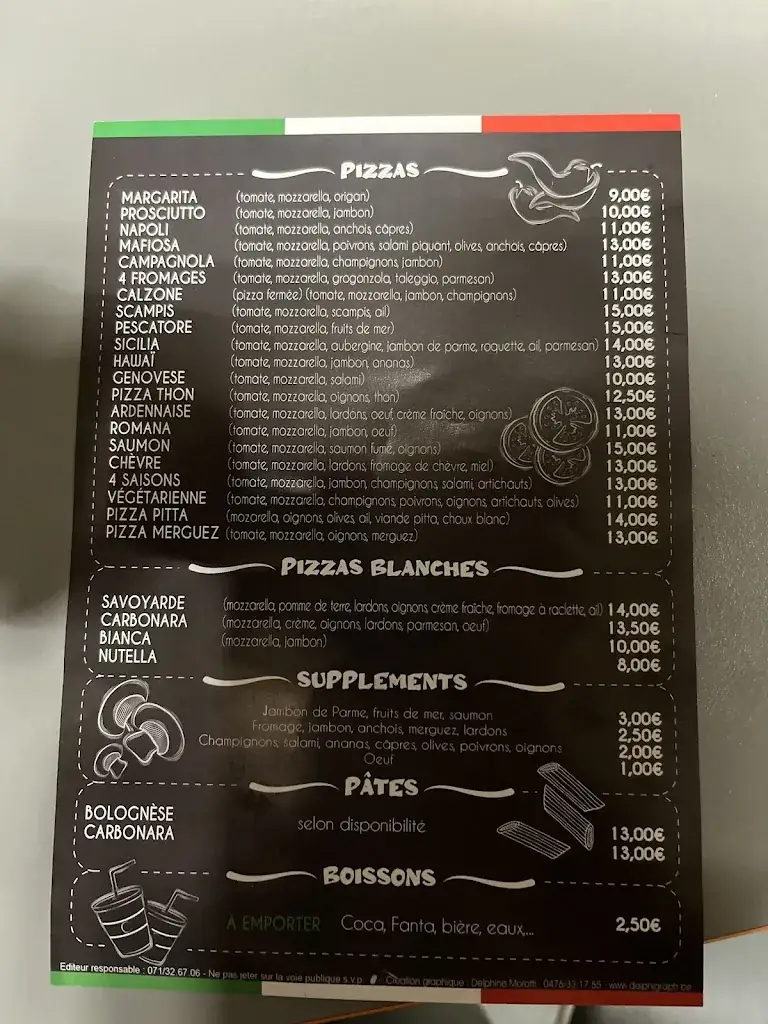 PIZZAS
MARGARITA (tomate, mozzarella, origan) 9,00€
PROSCIUTTO (tomate, mozzarella, jambon) 10,00€
NAPOLI (tomate, mozzarella, anchois, câpres) 11,00€
MAFIOSA (tomate, mozzarella, poivrons, salami piquant, olives, anchois, câpres) 13,00€
CAMPAGNOLA (tomate, mozzarella, champignons, jambon) 11,00€
4 FROMAGES (tomate, mozzarella, grogonzola, taleggio, parmesan) 13,00€
CALZONE (pizza fermée) (tomate, mozzarella, jambon, champignons) 11,00€
SCAMPIS (tomate, mozzarella, scampis, ail) 15,00€
PESCATORE (tomate, mozzarella, fruits de mer) 15,00€
SICILIA (tomate, mozzarella, aubergine, jambon de parme, roquette, ail, parmesan) 14,00€
HAWAÏ (tomate, mozzarella, jambon, ananas) 13,00€
GENOVESE (tomate, mozzarella, salami) 10,00€
PIZZA THON (tomate, mozzarella, oignons, thon) 12,50€
ARDENNAISE (tomate, mozzarella, lardons, oeuf, crème fraîche, oignons) 13,00€
ROMANA (tomate, mozzarella, jambon, oeuf) 11,00€
SAUMON (tomate, mozzarella, saumon fumé, oignons) 15,00€
CHÈVRE (tomate, mozzarella, lardons, fromage de chèvre, miel) 13,00€
4 SAISONS (tomate, mozzarella, jambon, champignons, salami, artichauts) 13,00€
VÉGÉTARIENNE (tomate, mozzarella, champignons, poivrons, oignons, artichauts, olives) 11,00€
PIZZA PITTA (mozarella, oignons, olives, ail, viande pitta, choux blanc) 14,00€
PIZZA MERGUEZ (tomate, mozzarella, oignons, merguez) 13,00€
PIZZAS BLANCHES
SAVOYARDE (mozzarella, pomme de terre, lardons, oignons, crème fraîche, fromage à raclette, ail) 14,00€
CARBONARA (mozzarella, crème, oignons, lardons, parmesan, oeuf) 13,50€
BIANCA (mozzarella, jambon) 10,00€
NUTELLA 8,00€
SUPPLEMENTS
Jambon de Parme, fruits de mer, saumon 3,00€
Fromage, jambon, anchois, merguez, lardons 2,50€
Champignons, salami, ananas, câpres, olives, poivrons, oignons 2,00€
Oeuf 1,00€
PÂTES
BOLOGNÈSE 13,00€
selon disponibilité
CARBONARA 13,00€
BOISSONS
À EMPORTER Coca, Fanta, bière, eaux,... 2,50€
Editeur responsable : 071/32.67.06 - Ne pas jeter sur la voie publique s.v.p. Création graphique : Delphine Moratti 0476 33 17 55 www.delphigraph.be